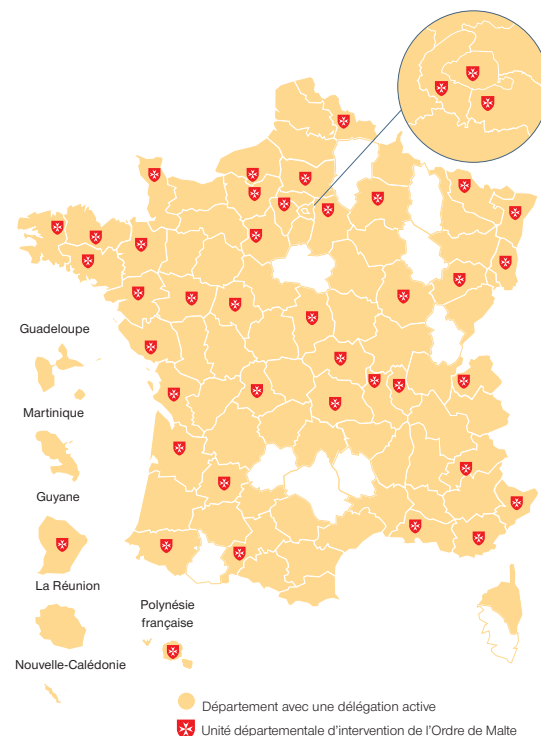 Guadeloupe
Martinique
Guyane
La Réunion
Polynésie
française
Nouvelle-Calédonie
Département avec une délégation active
Unité départementale d'intervention de l'Ordre de Malte